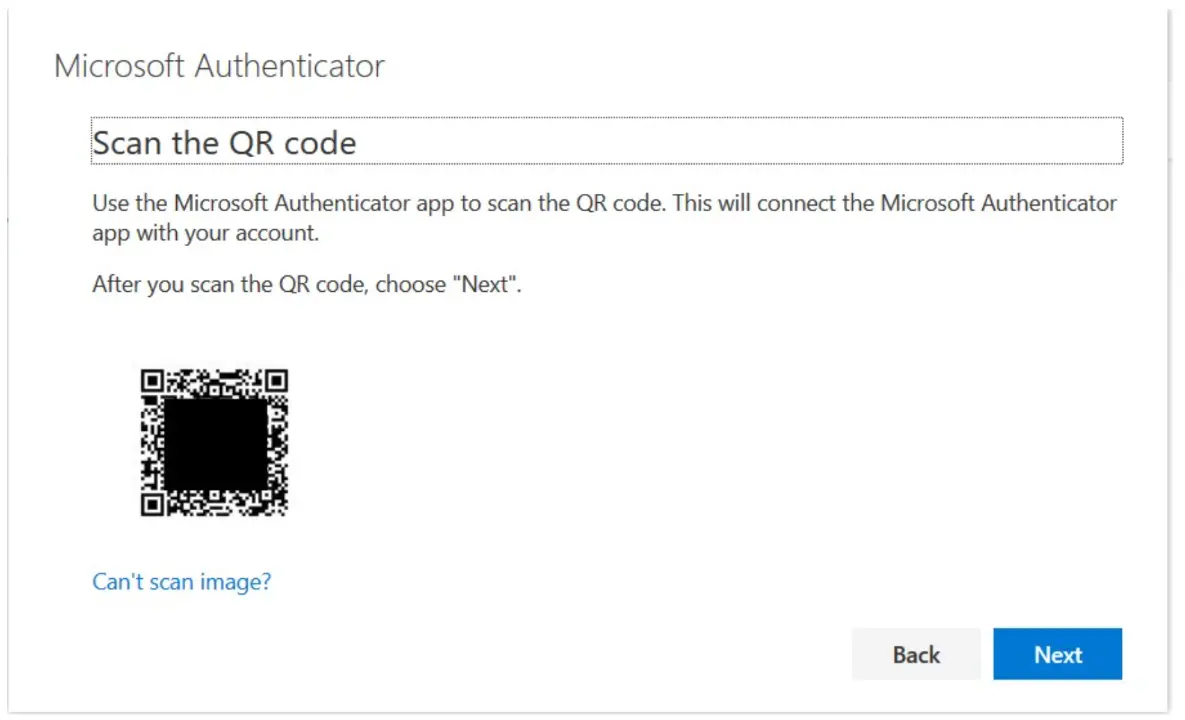 Microsoft Authenticator
Scan the QR code
Use the Microsoft Authenticator app to scan the QR code. This will connect the Microsoft Authenticator
app with your account.
After you scan the QR code, choose "Next".
Can't scan image?
Back
Next